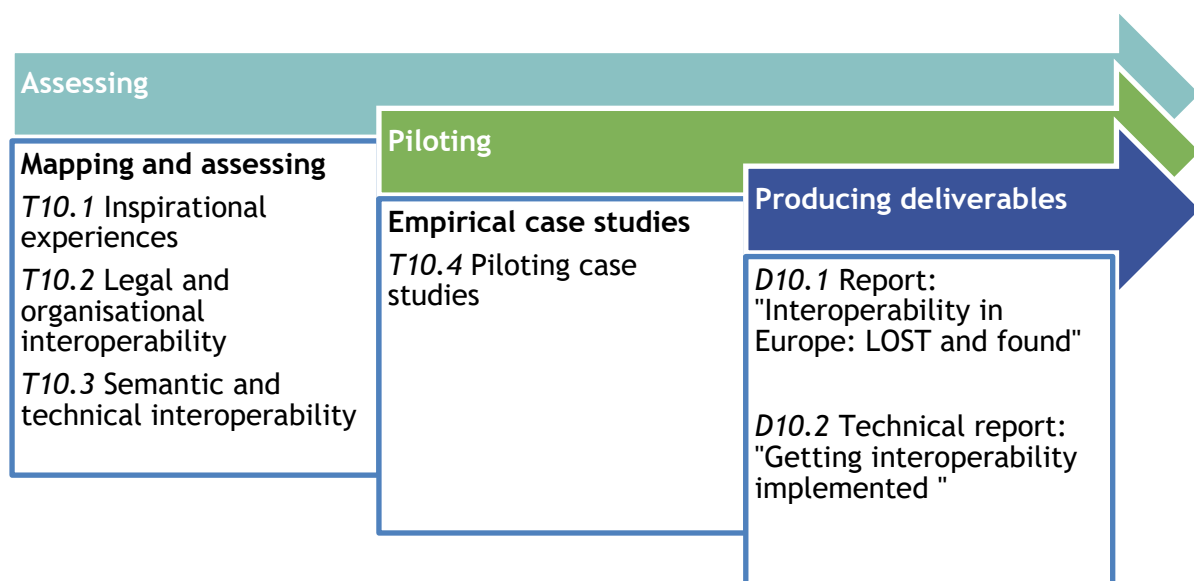 Assessing
Mapping and assessing
T10.1 Inspirational
experiences
T10.2 Legal and
organisational
interoperability
T10.3 Semantic and
technical interoperability
Piloting
Empirical case studies
T10.4 Piloting case
studies
Producing deliverables
D10.1 Report:
"Interoperability in
Europe: LOST and found"
D10.2 Technical report:
"Getting interoperability
implemented "